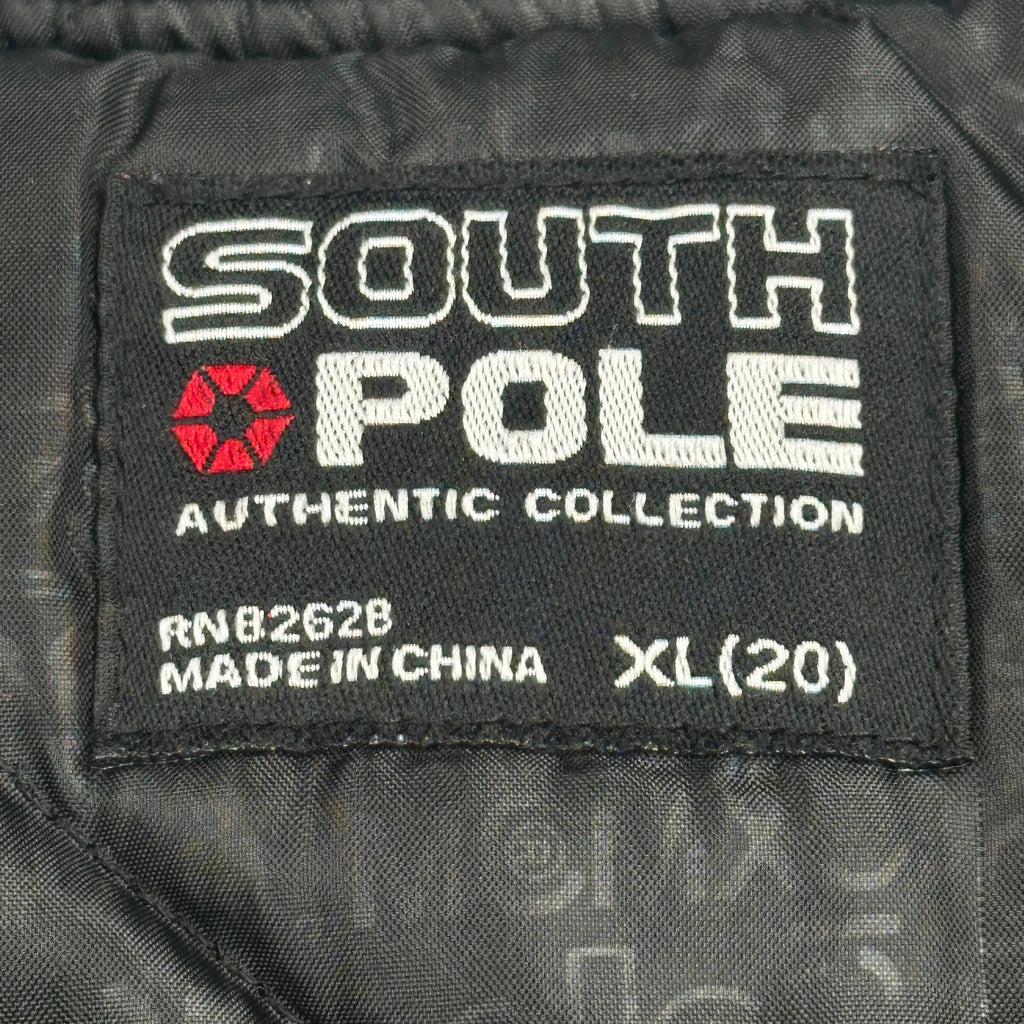 SOUTH
POLE
AUTHENTIC COLLECTION
RN82628
MADE IN CHINA
XL(20)